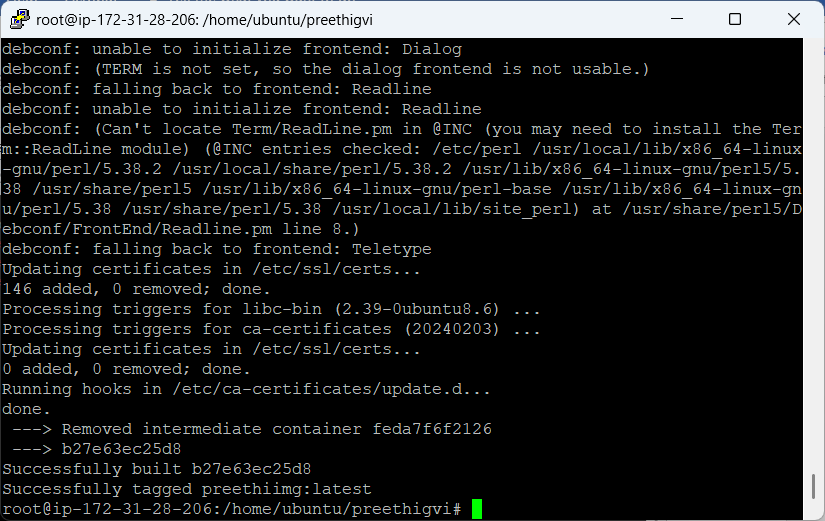 root@ip-172-31-28-206: /home/ubuntu/preethigvi
debconf: unable to initialize frontend: Dialog
debconf: (TERM is not set, so the dialog frontend is not usable.)
debconf: falling back to frontend: Readline
debconf: unable to initialize frontend: Readline
debconf: (Can't locate Term/ReadLine.pm in @INC (you may need to install the Ter
m::ReadLine module) (@INC entries checked: /etc/perl /usr/local/lib/x86_64-linux
-gnu/perl/5.38.2 /usr/local/share/perl/5.38.2 /usr/lib/x86_64-linux-gnu/perl5/5.
38 /usr/share/perl5 /usr/lib/x86_64-linux-gnu/perl-base /usr/lib/x86_64-linux-gn
u/perl/5.38 /usr/share/perl/5.38 /usr/local/lib/site_perl) at /usr/share/perl5/D
ebconf/FrontEnd/Readline.pm line 8.)
debconf: falling back to frontend: Teletype
Updating certificates in /etc/ssl/certs...
146 added, 0 removed; done.
Processing triggers for libc-bin (2.39-0ubuntu8.6) ...
Processing triggers for ca-certificates (20240203) ...
Updating certificates in /etc/ssl/certs...
0 added, 0 removed; done.
Running hooks in /etc/ca-certificates/update.d...
done.
 ---> Removed intermediate container feda7f6f2126
 ---> b27e63ec25d8
Successfully built b27e63ec25d8
Successfully tagged preethiimg:latest
root@ip-172-31-28-206:/home/ubuntu/preethigvi#